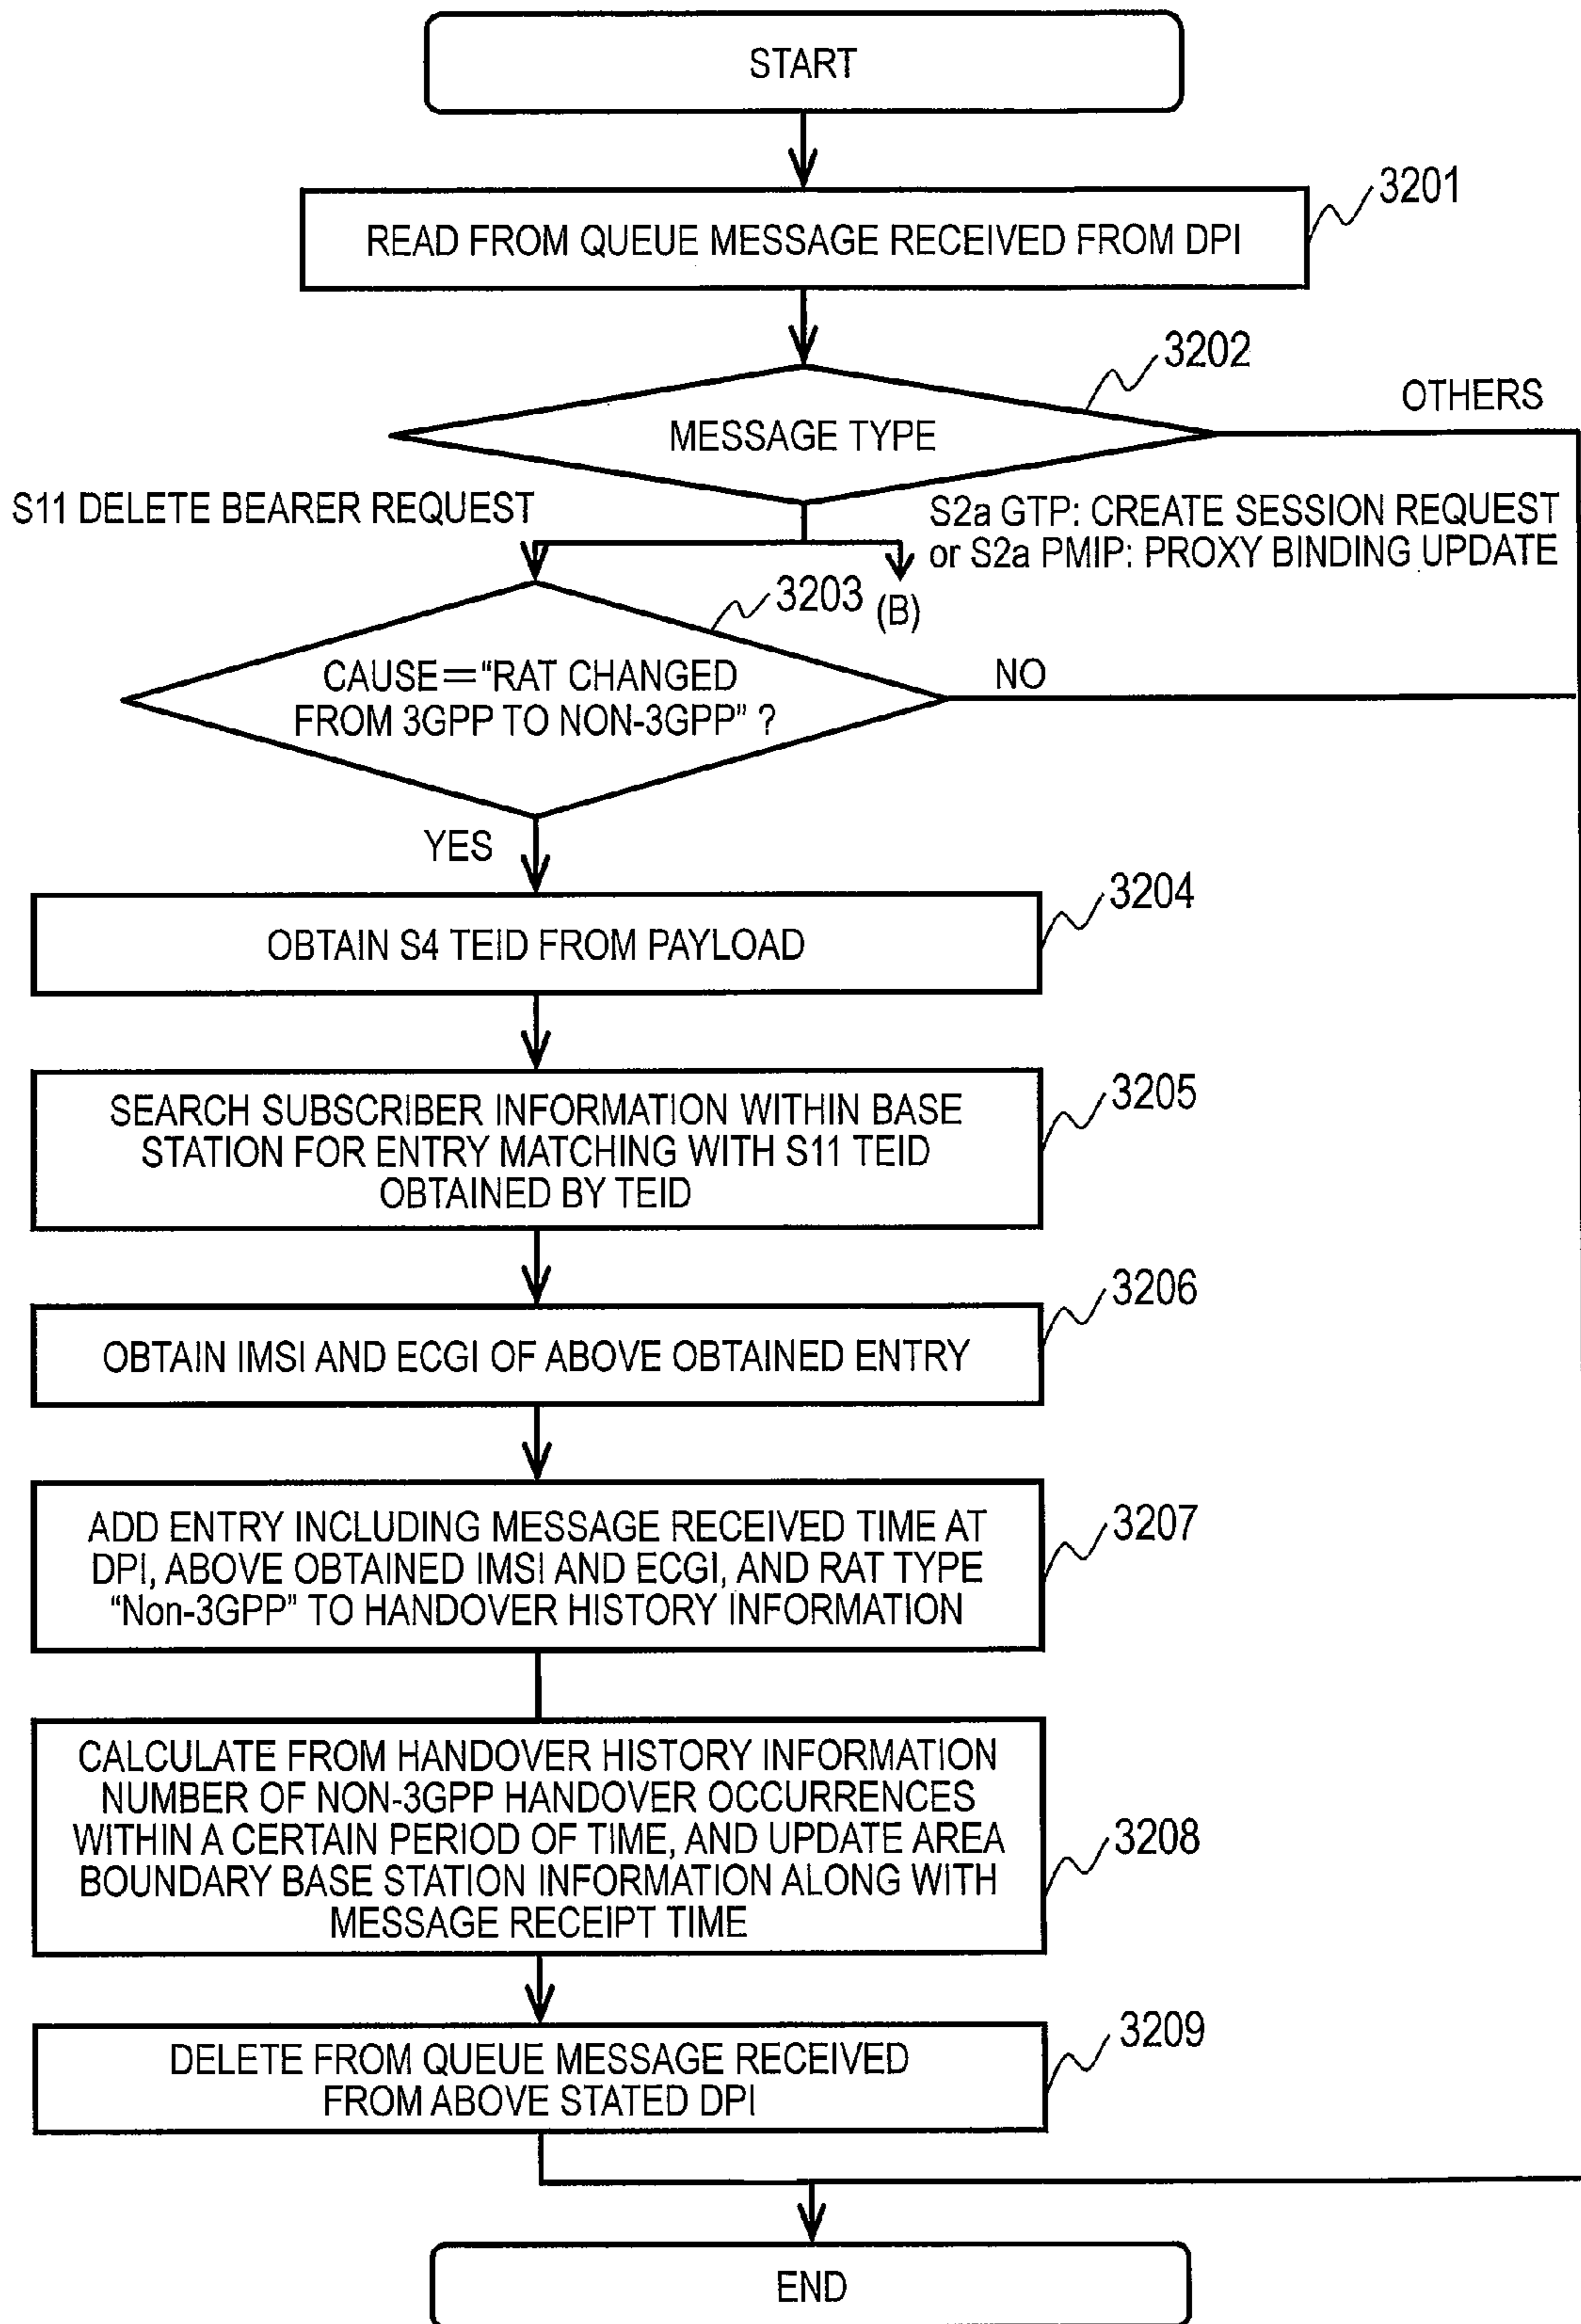 START
3201
READ FROM QUEUE MESSAGE RECEIVED FROM DPI
3202
OTHERS
MESSAGE TYPE
S11 DELETE BEARER REQUEST
S2a GTP: CREATE SESSION REQUEST
or S2a PMIP: PROXY BINDING UPDATE
3203
(B)
CAUSE=“RAT CHANGED
FROM 3GPP TO NON-3GPP” ?
NO
YES
3204
OBTAIN S4 TEID FROM PAYLOAD
3205
SEARCH SUBSCRIBER INFORMATION WITHIN BASE
STATION FOR ENTRY MATCHING WITH S11 TEID
OBTAINED BY TEID
3206
OBTAIN IMSI AND ECGI OF ABOVE OBTAINED ENTRY
3207
ADD ENTRY INCLUDING MESSAGE RECEIVED TIME AT
DPI, ABOVE OBTAINED IMSI AND ECGI, AND RAT TYPE
“Non-3GPP” TO HANDOVER HISTORY INFORMATION
3208
CALCULATE FROM HANDOVER HISTORY INFORMATION
NUMBER OF NON-3GPP HANDOVER OCCURRENCES
WITHIN A CERTAIN PERIOD OF TIME, AND UPDATE AREA
BOUNDARY BASE STATION INFORMATION ALONG WITH
MESSAGE RECEIPT TIME
3209
DELETE FROM QUEUE MESSAGE RECEIVED
FROM ABOVE STATED DPI
END